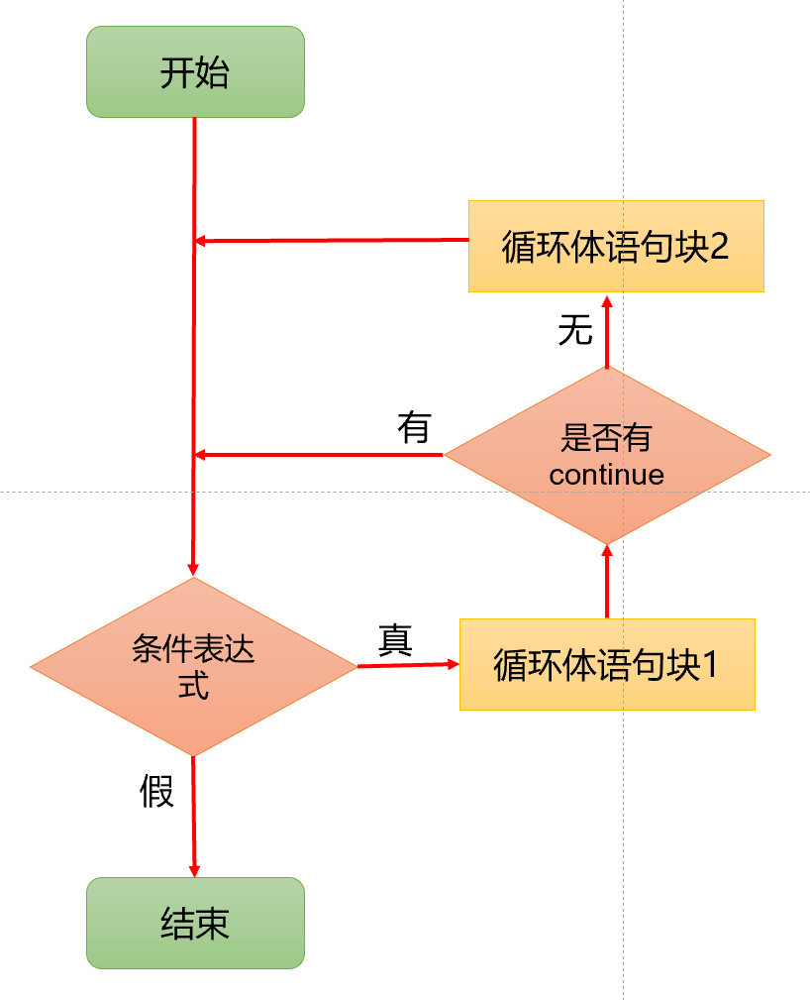 开始
循环体语句块2
无
有
是否有
continue
条件表达
式
真
循环体语句块1
假
结束